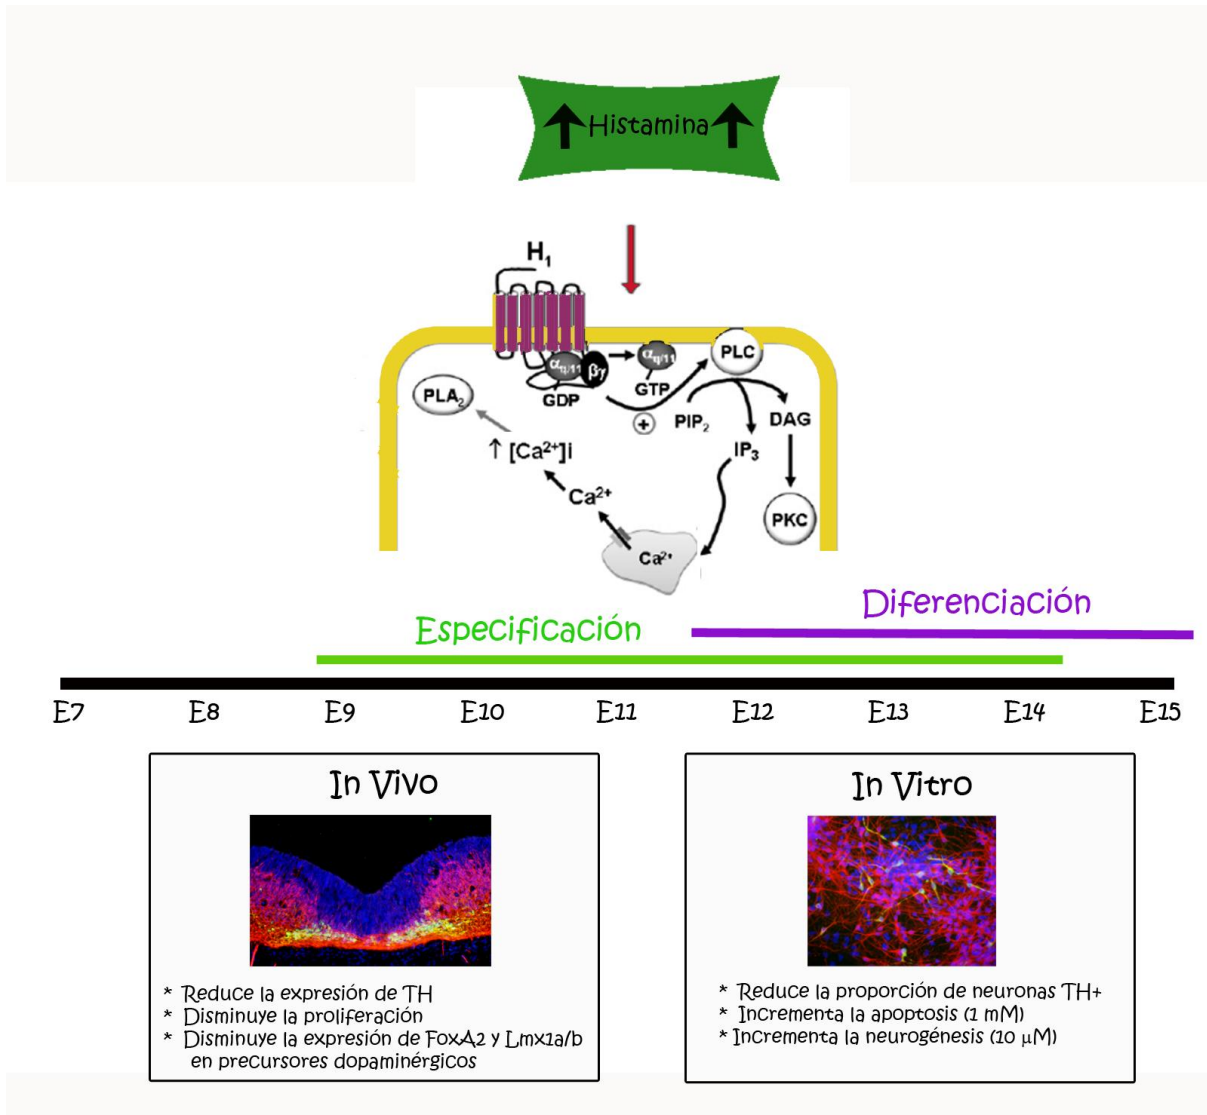 Histamina
H1
αq/11
βγ
GDP
αq/11
GTP
PLC
PLA2
+
PIP2
DAG
↑ [Ca²⁺]i
IP3
Ca²⁺
PKC
Ca²⁺
Diferenciación
Especificación
E7 E8 E9 E10 E11 E12 E13 E14 E15
In Vivo
* Reduce la expresión de TH
* Disminuye la proliferación
* Disminuye la expresión de FoxA2 y Lmx1a/b
en precursores dopaminérgicos
In Vitro
* Reduce la proporción de neuronas TH+
* Incrementa la apoptosis (1 mM)
* Incrementa la neurogénesis (10 μM)